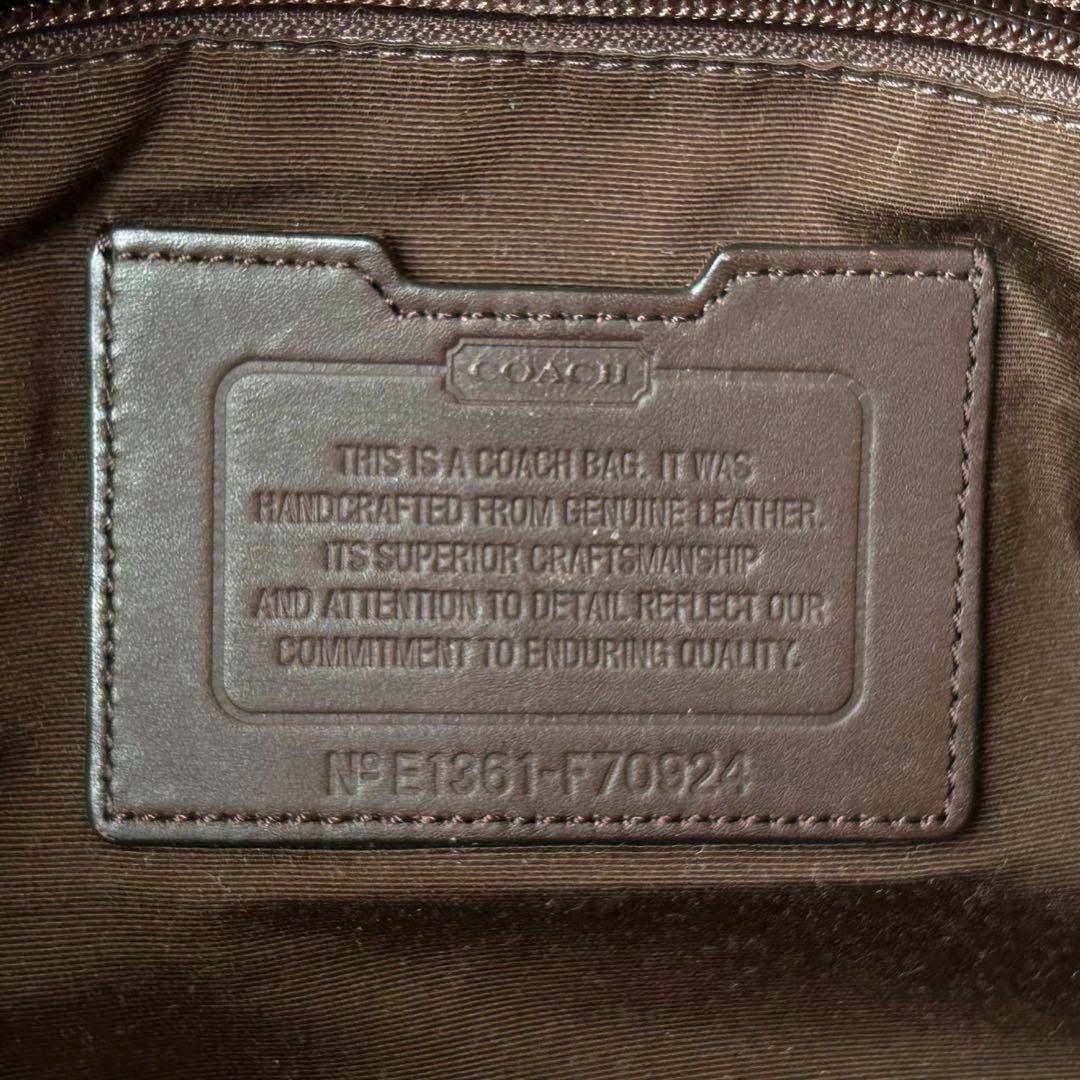 COACH
THIS IS A COACH BAG. IT WAS
HANDCRAFTED FROM GENUINE LEATHER.
ITS SUPERIOR CRAFTSMANSHIP
AND ATTENTION TO DETAIL REFLECT OUR
COMMITMENT TO ENDURING QUALITY.
Nº E1361-F70924